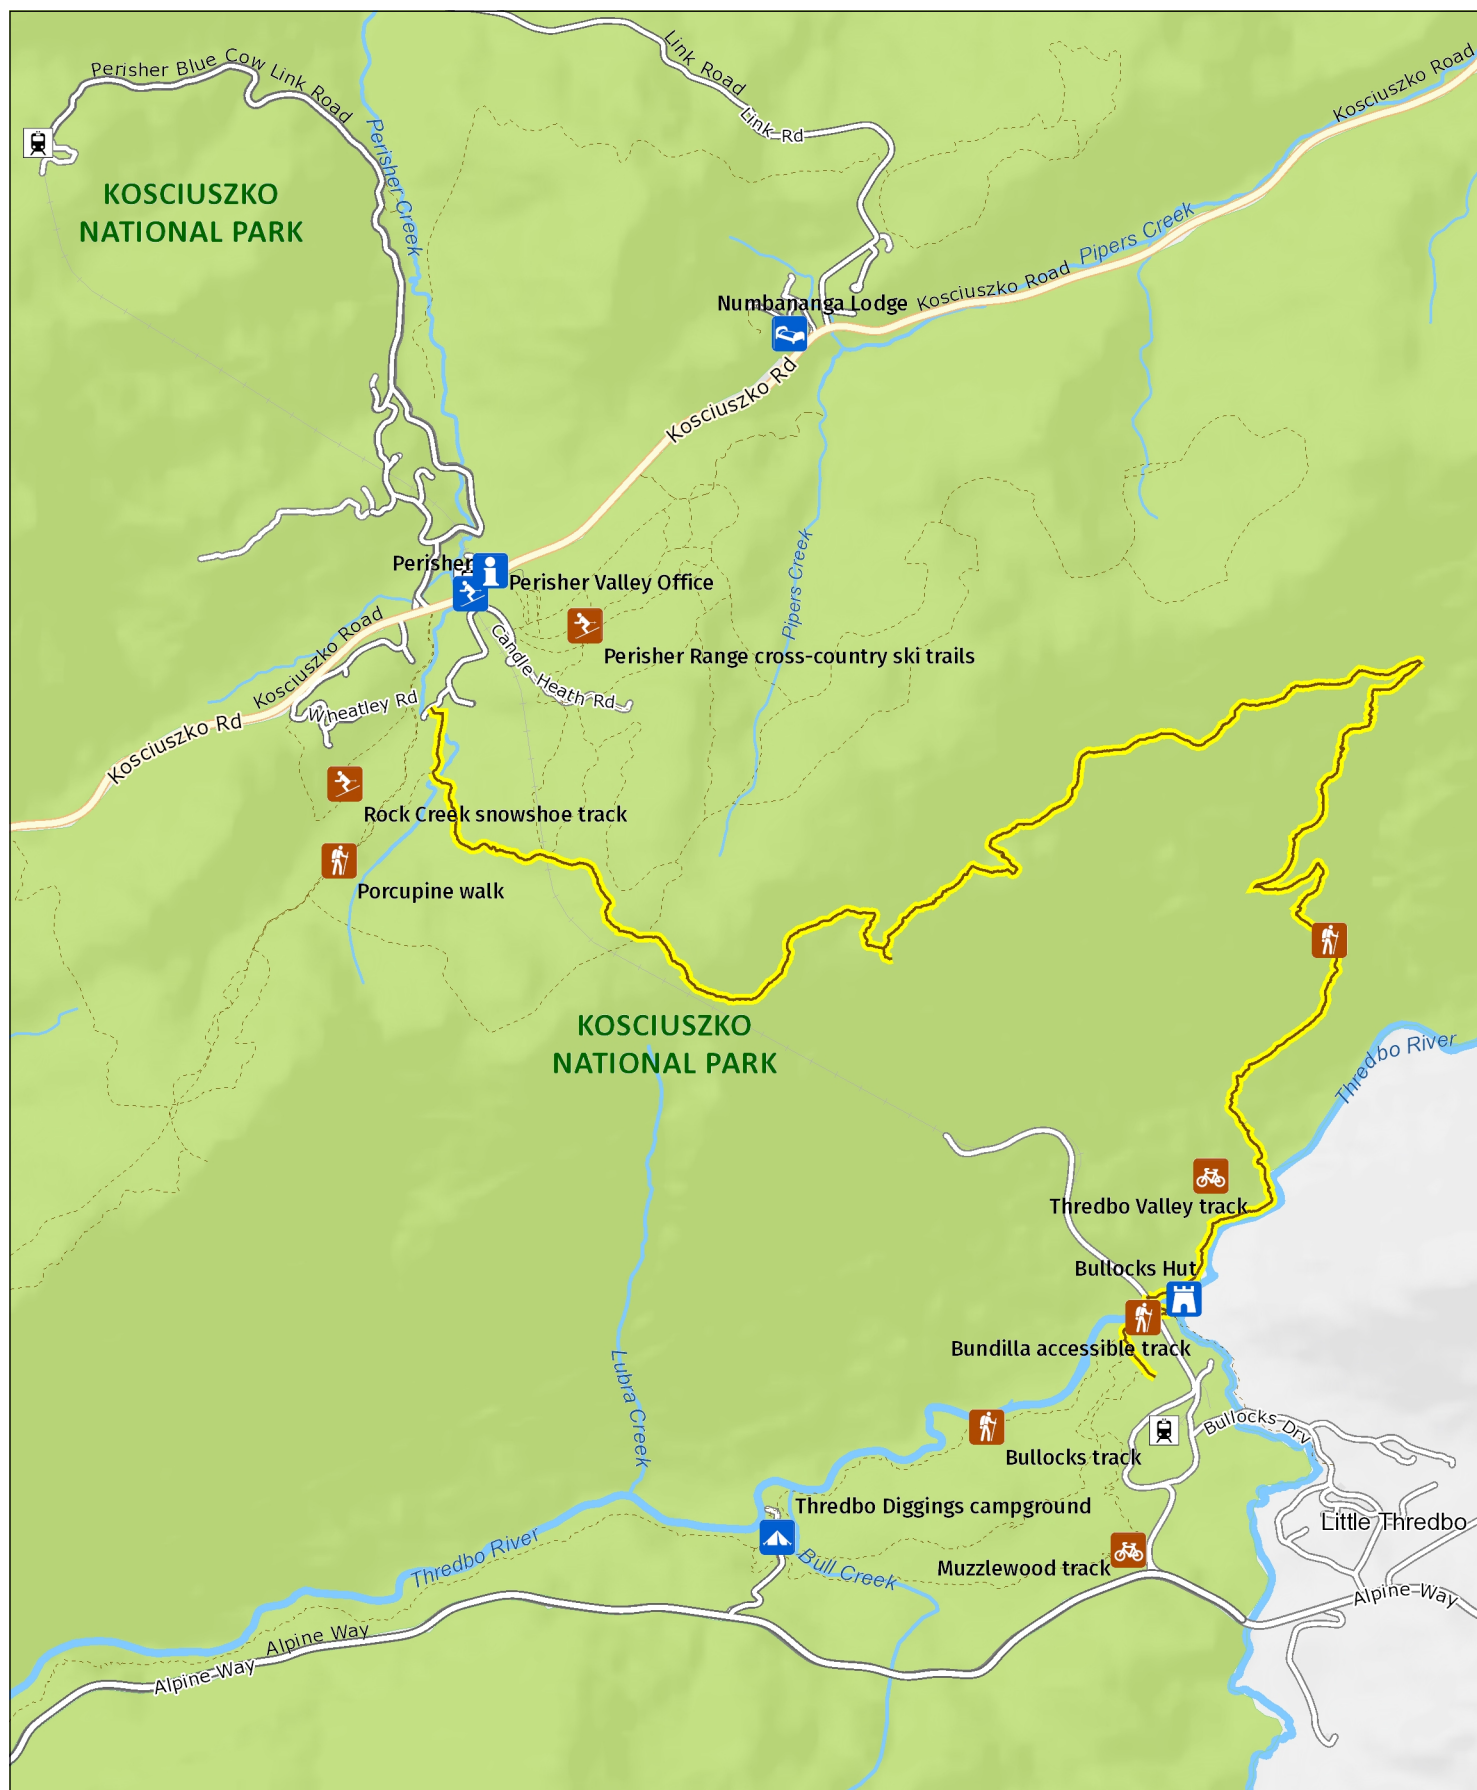 Perisher Blue Cow Link Road
Link Road
Link Rd
Kosciuszko Road
Perisher Creek
KOSCIUSZKO
NATIONAL PARK
Pipers Creek
Kosciuszko Road
Numbananga Lodge
Kosciuszko Rd
Pipers Creek
Perisher
Perisher Valley Office
Kosciuszko Road
Candle Heath Rd
Perisher Range cross-country ski trails
Wheatley Rd
Kosciuszko Rd
Rock Creek snowshoe track
Porcupine walk
KOSCIUSZKO
NATIONAL PARK
Thredbo River
Thredbo Valley track
Bullocks Hut
Bundilla accessible track
Lubra Creek
Bullocks Drv
Bullocks track
Thredbo Diggings campground
Little Thredbo
Thredbo River
Bull Creek
Muzzlewood track
Alpine Way
Alpine Way
Alpine Way